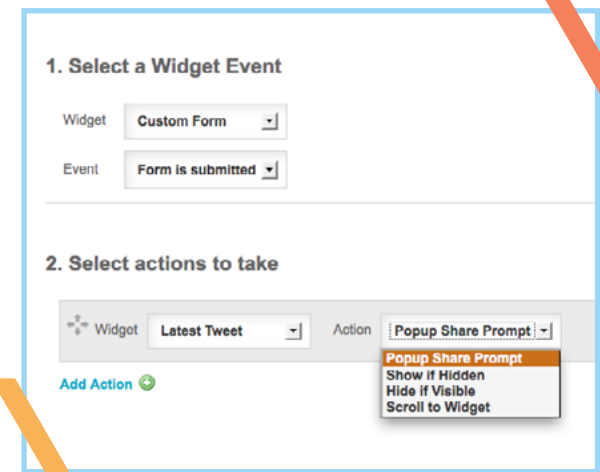 1. Select a Widget Event
Widget Custom Form
Event Form is submitted
2. Select actions to take
Widget Latest Tweet Action Popup Share Prompt
Popup Share Prompt
Show if Hidden
Hide if Visible
Scroll to Widget
Add Action